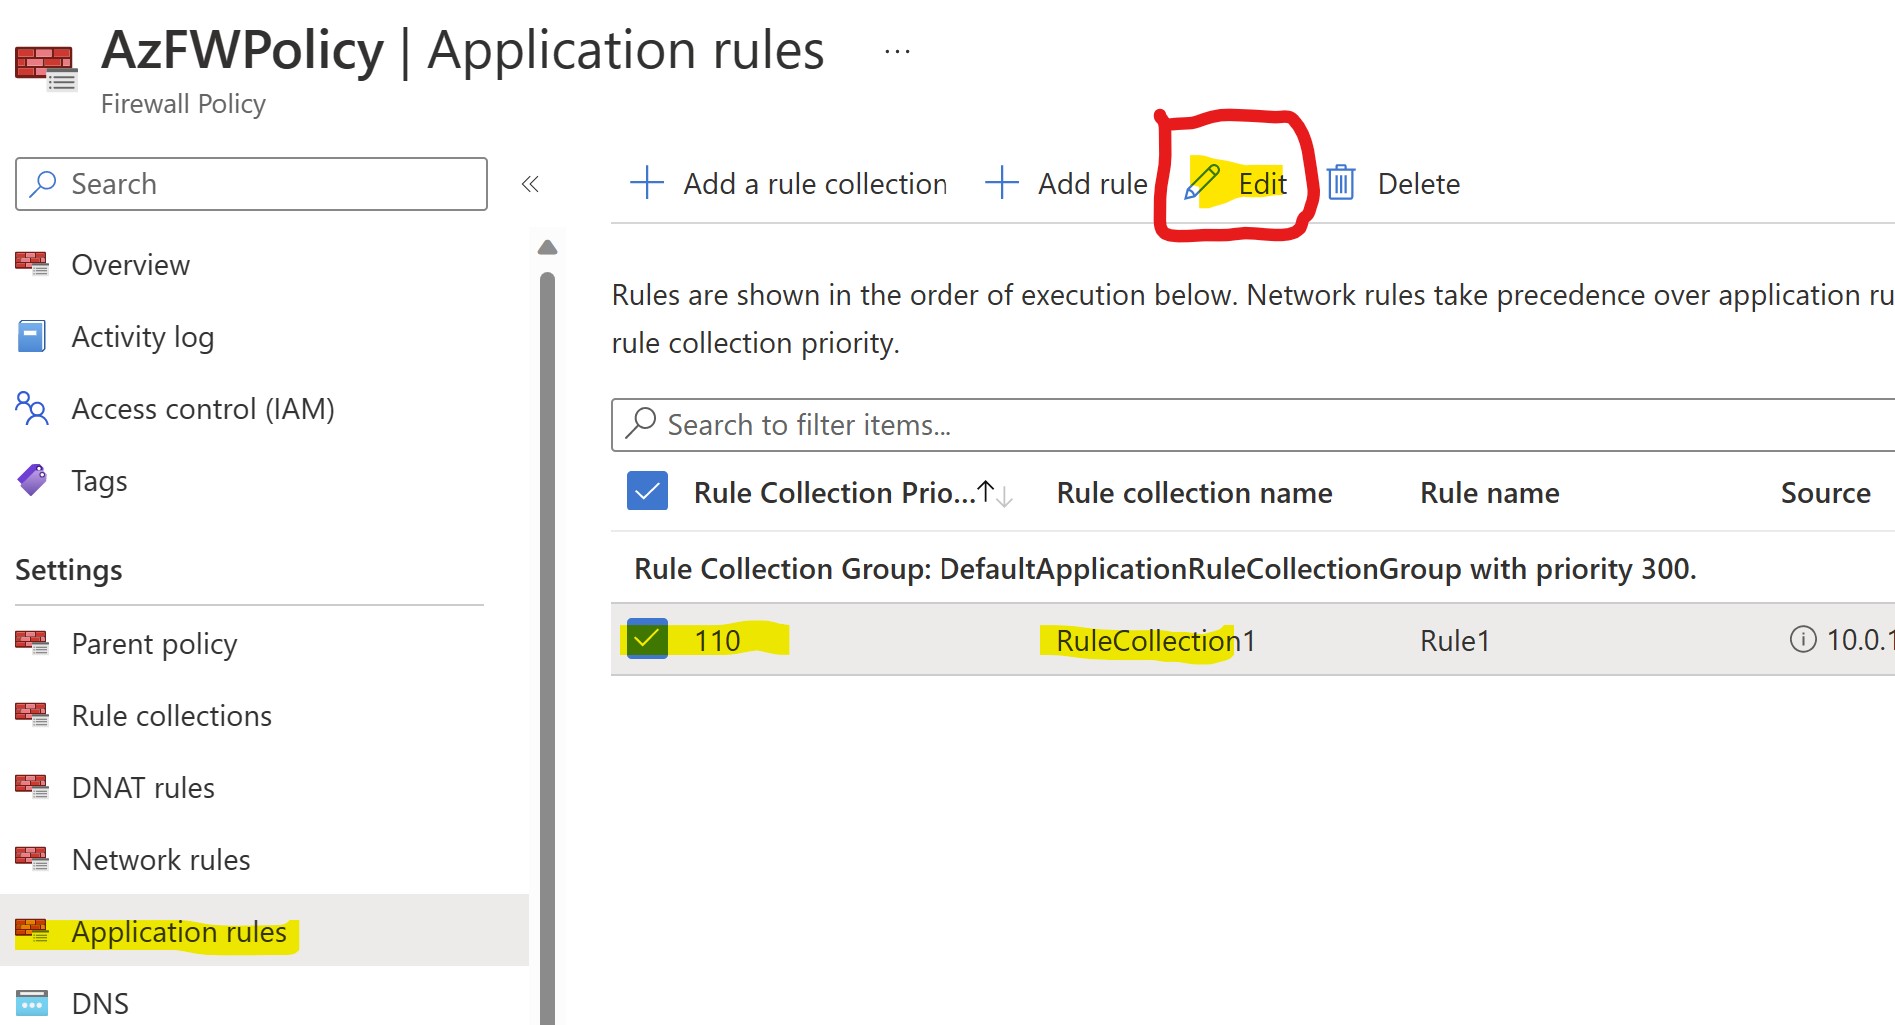 AzFWPolicy | Application rules ...
Firewall Policy
Search
«
Overview
Activity log
Access control (IAM)
Tags
Settings
Parent policy
Rule collections
DNAT rules
Network rules
Application rules
DNS
Add a rule collection Add rule Edit Delete
Rules are shown in the order of execution below. Network rules take precedence over application ru
rule collection priority.
Search to filter items...
Rule Collection Prio...↑↓ Rule collection name Rule name Source
Rule Collection Group: DefaultApplicationRuleCollectionGroup with priority 300.
110 RuleCollection1 Rule1 10.0.1